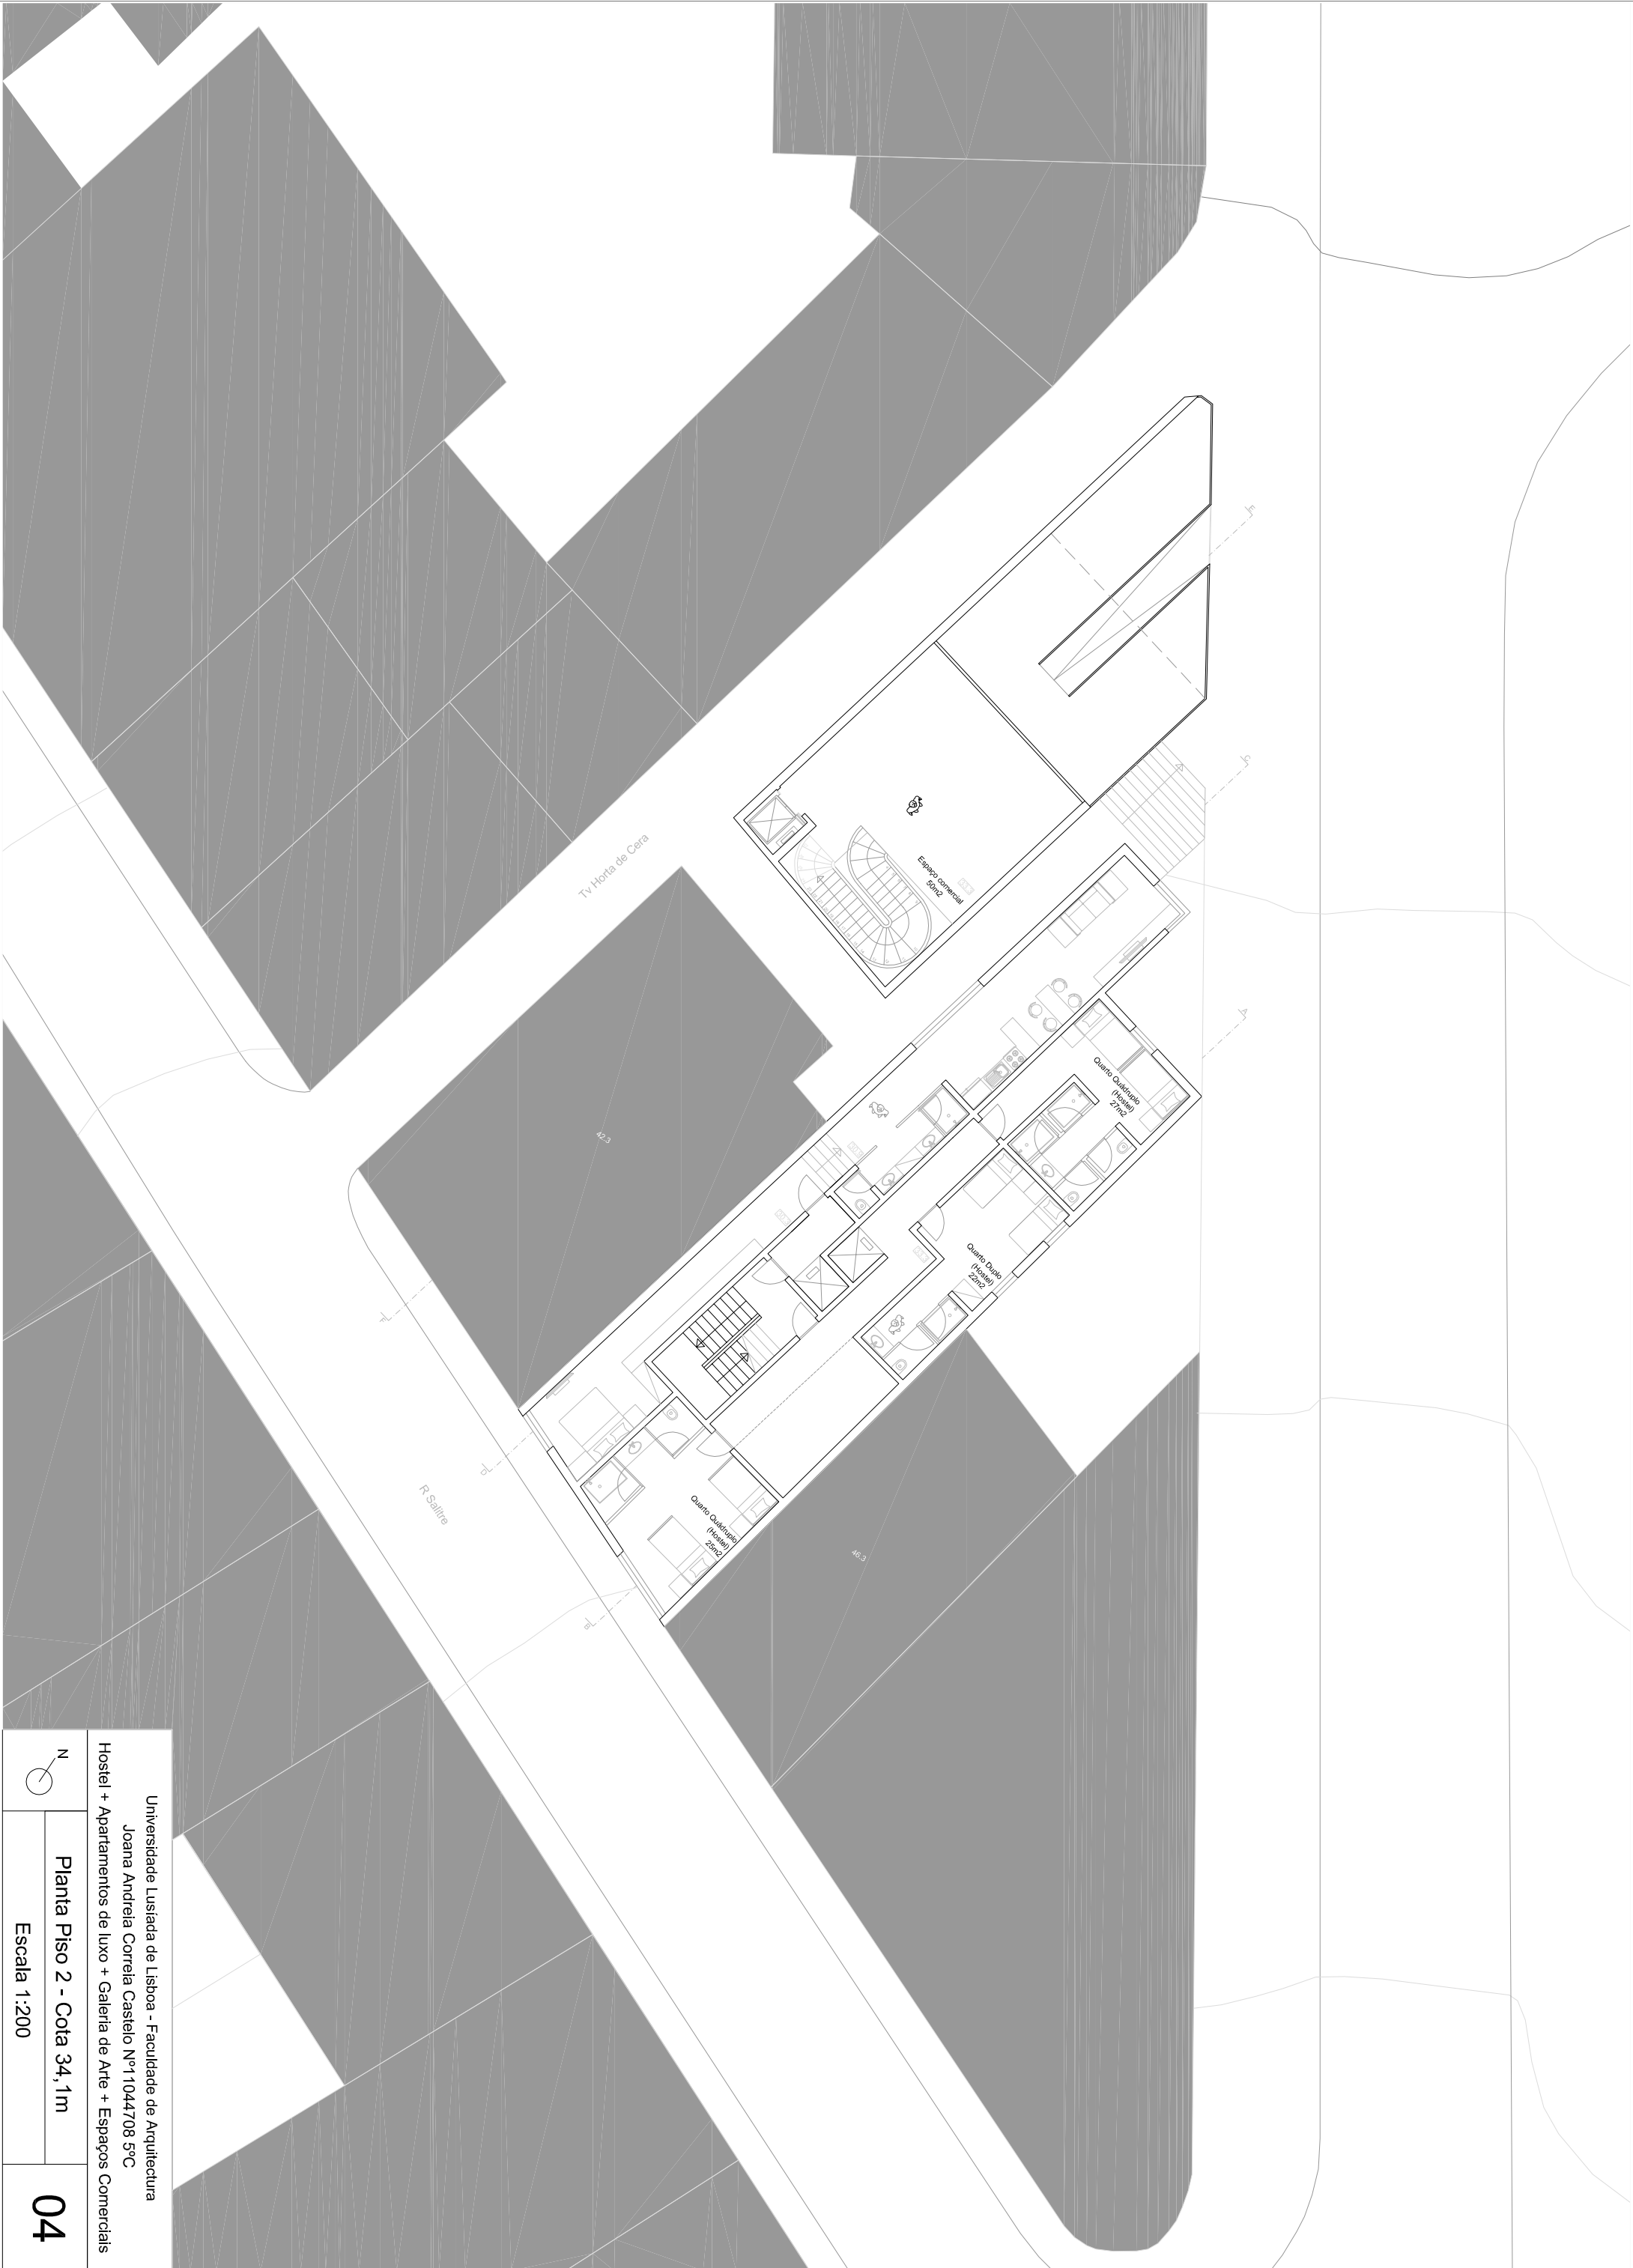 Universidade Lusíada de Lisboa - Faculdade de Arquitectura
Joana Andreia Correia Castelo Nº11044708 5ºC
Hostel + Apartamentos de luxo + Galeria de Arte + Espaços Comerciais
N
Planta Piso 2 - Cota 34,1m
Escala 1:200
04
Tv Horta de Cera
R Salitre
Espaço comercial
50m2
Quarto Quádruplo
(Hostel)
27m2
Quarto Duplo
(Hostel)
22m2
Quarto Quádruplo
(Hostel)
25m2
42.3
46.3